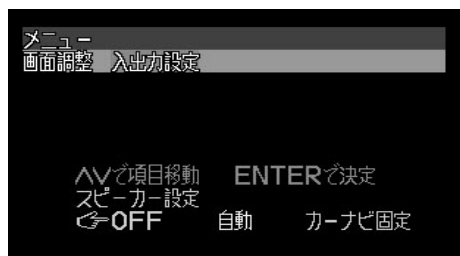 メニュー
画面調整 入出力設定
∧∨で項目移動 ENTERで決定
スピーカー設定
☞OFF 自動 カーナビ固定